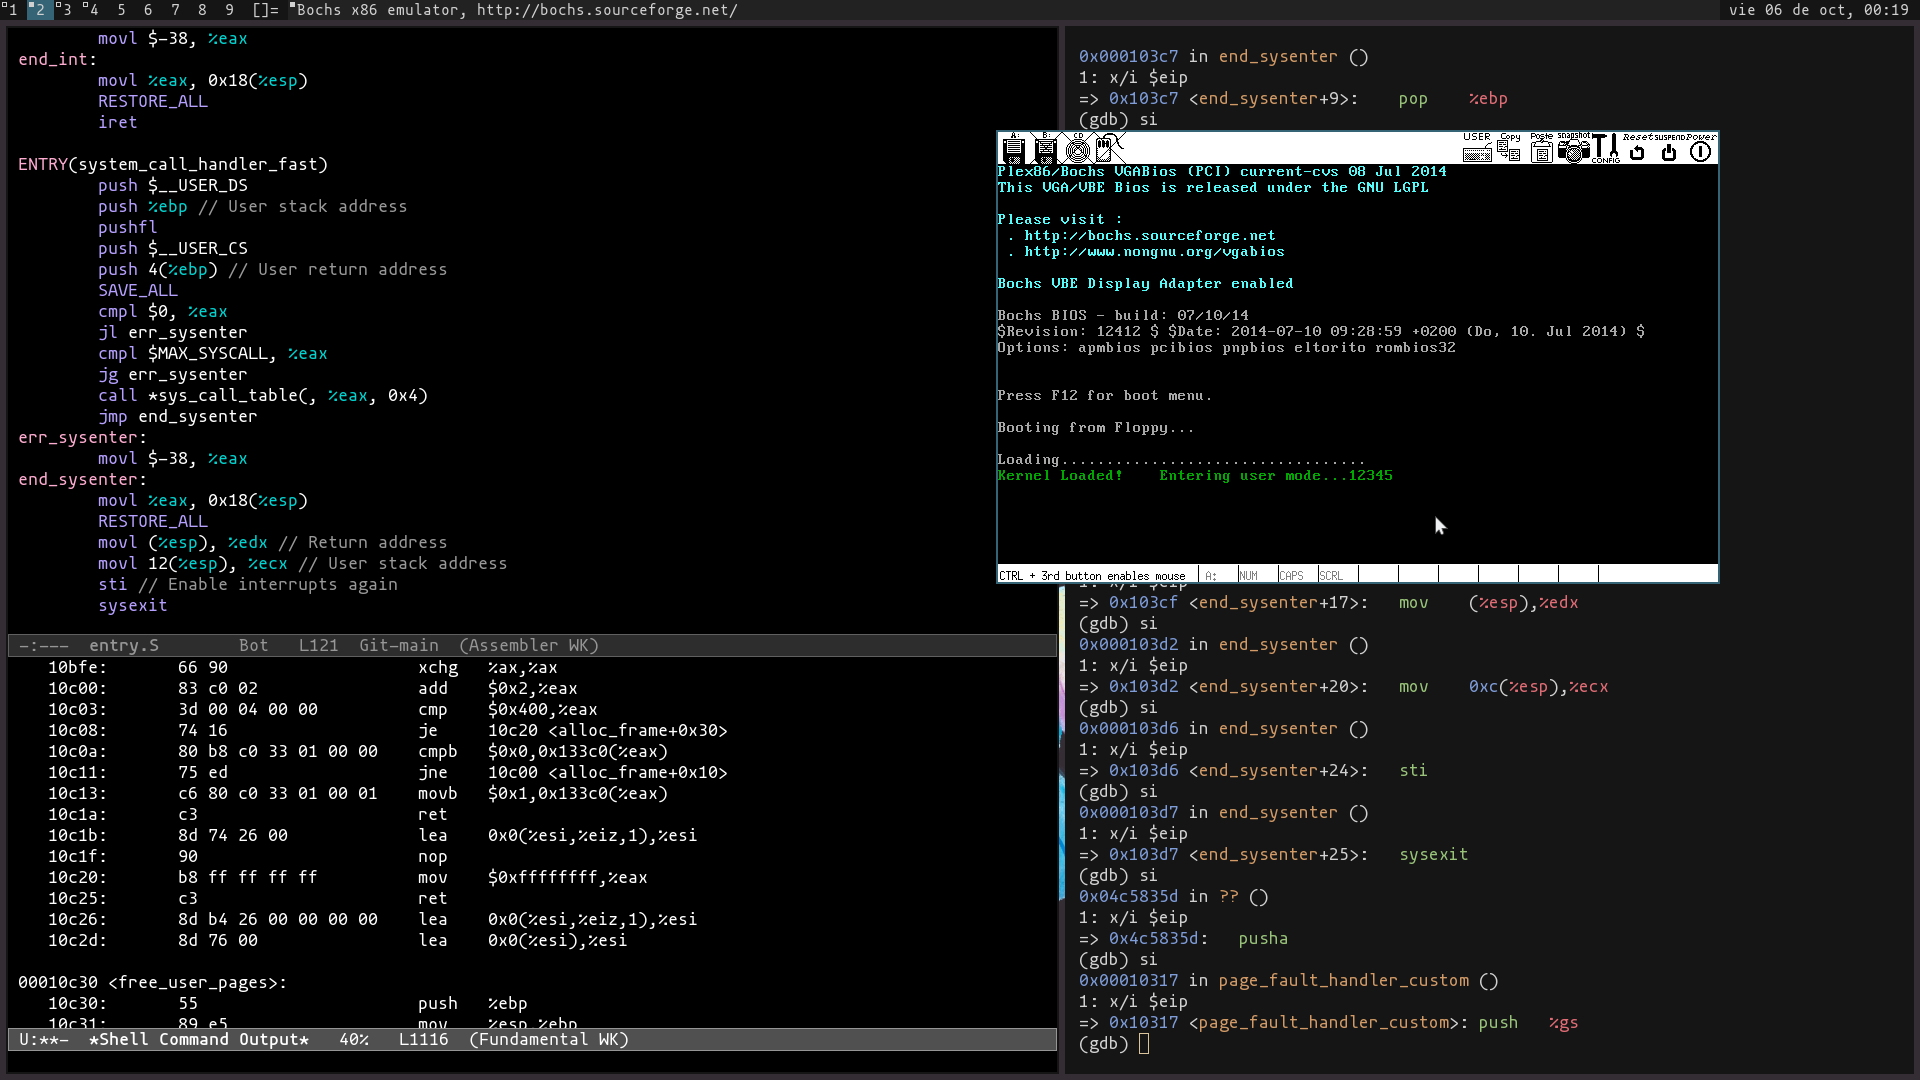 1 2 3 4 5 6 7 8 9 []= Bochs x86 emulator, http://bochs.sourceforge.net/ vie 06 de oct, 00:19
movl $-38, %eax
end_int:
movl %eax, 0x18(%esp)
RESTORE_ALL
iret
ENTRY(system_call_handler_fast)
push $__USER_DS
push %ebp // User stack address
pushfl
push $__USER_CS
push 4(%ebp) // User return address
SAVE_ALL
cmpl $0, %eax
jl err_sysenter
cmpl $MAX_SYSCALL, %eax
jg err_sysenter
call *sys_call_table(, %eax, 0x4)
jmp end_sysenter
err_sysenter:
movl $-38, %eax
end_sysenter:
movl %eax, 0x18(%esp)
RESTORE_ALL
movl (%esp), %edx // Return address
movl 12(%esp), %ecx // User stack address
sti // Enable interrupts again
sysexit
-:--- entry.S Bot L121 Git-main (Assembler WK)
10bfe: 66 90 xchg %ax,%ax
10c00: 83 c0 02 add $0x2,%eax
10c03: 3d 00 04 00 00 cmp $0x400,%eax
10c08: 74 16 je 10c20 <alloc_frame+0x30>
10c0a: 80 b8 c0 33 01 00 00 cmpb $0x0,0x133c0(%eax)
10c11: 75 ed jne 10c00 <alloc_frame+0x10>
10c13: c6 80 c0 33 01 00 01 movb $0x1,0x133c0(%eax)
10c1a: c3 ret
10c1b: 8d 74 26 00 lea 0x0(%esi,%eiz,1),%esi
10c1f: 90 nop
10c20: b8 ff ff ff ff mov $0xffffffff,%eax
10c25: c3 ret
10c26: 8d b4 26 00 00 00 00 lea 0x0(%esi,%eiz,1),%esi
10c2d: 8d 76 00 lea 0x0(%esi),%esi
00010c30 <free_user_pages>:
10c30: 55 push %ebp
10c31: 89 e5 mov %esp,%ebp
U:**- *Shell Command Output* 40% L1116 (Fundamental WK)
0x000103c7 in end_sysenter ()
1: x/i $eip
=> 0x103c7 <end_sysenter+9>: pop %ebp
(gdb) si
A: B: CD USER Copy Paste snapshot CONFIG Reset SUSPEND Power
Plex86/Bochs VGABios (PCI) current-cvs 08 Jul 2014
This VGA/VBE Bios is released under the GNU LGPL
Please visit :
. http://bochs.sourceforge.net
. http://www.nongnu.org/vgabios
Bochs VBE Display Adapter enabled
Bochs BIOS - build: 07/10/14
$Revision: 12412 $ $Date: 2014-07-10 09:28:59 +0200 (Do, 10. Jul 2014) $
Options: apmbios pcibios pnpbios eltorito rombios32
Press F12 for boot menu.
Booting from Floppy...
Loading..................................
Kernel Loaded! Entering user mode...12345
CTRL + 3rd button enables mouse A: NUM CAPS SCRL
1: x/i $eip
=> 0x103cf <end_sysenter+17>: mov (%esp),%edx
(gdb) si
0x000103d2 in end_sysenter ()
1: x/i $eip
=> 0x103d2 <end_sysenter+20>: mov 0xc(%esp),%ecx
(gdb) si
0x000103d6 in end_sysenter ()
1: x/i $eip
=> 0x103d6 <end_sysenter+24>: sti
(gdb) si
0x000103d7 in end_sysenter ()
1: x/i $eip
=> 0x103d7 <end_sysenter+25>: sysexit
(gdb) si
0x04c5835d in ?? ()
1: x/i $eip
=> 0x4c5835d: pusha
(gdb) si
0x00010317 in page_fault_handler_custom ()
1: x/i $eip
=> 0x10317 <page_fault_handler_custom>: push %gs
(gdb)